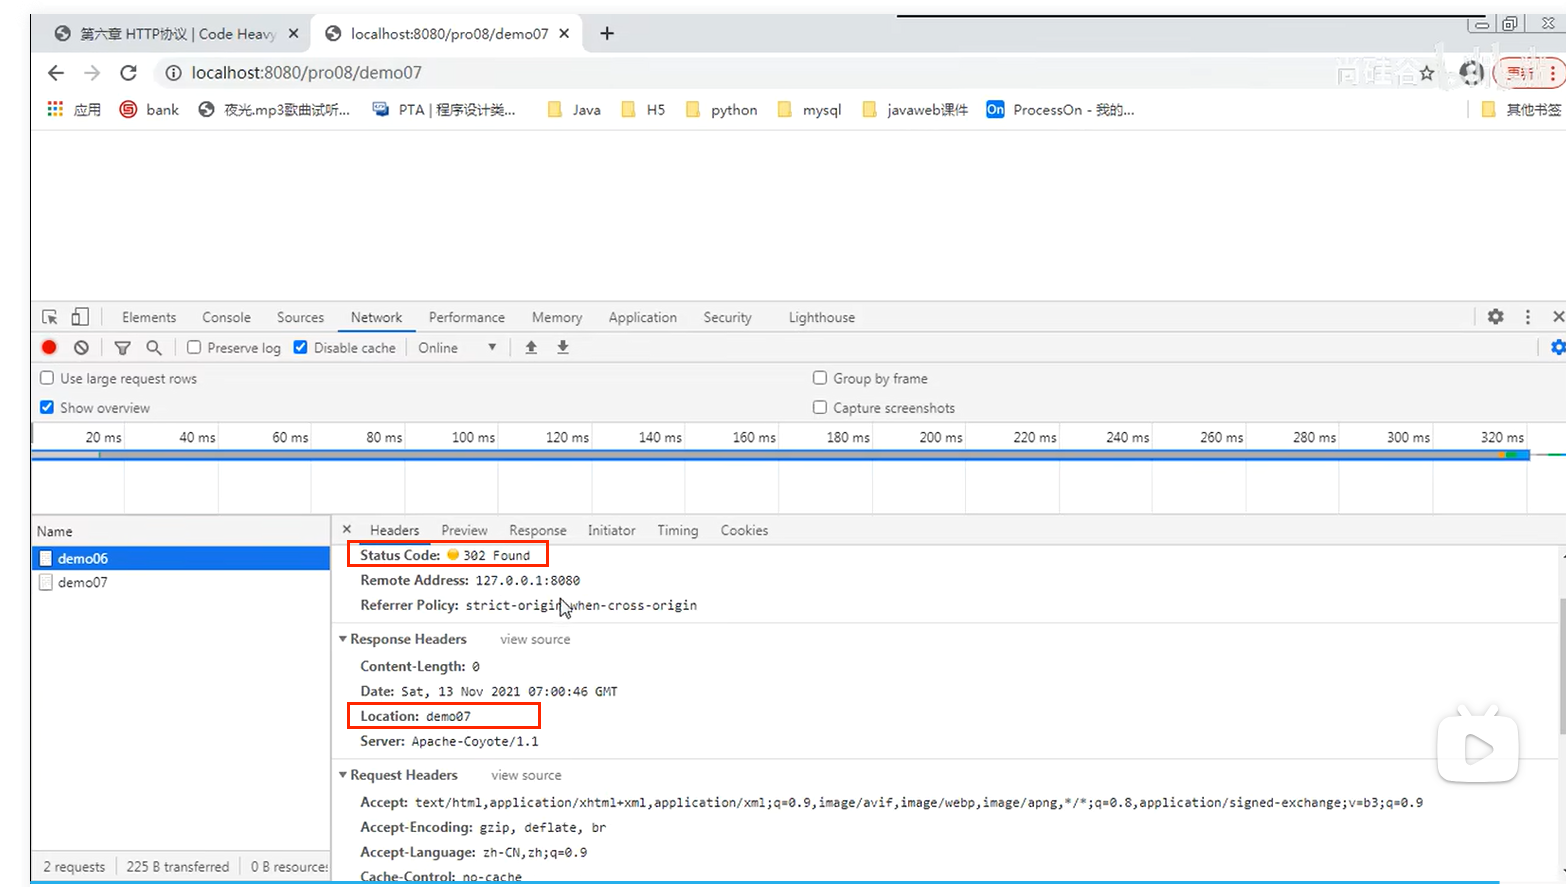 第六章 HTTP协议 | Code Heavy
localhost:8080/pro08/demo07
localhost:8080/pro08/demo07
尚硅谷
更新
应用 bank 夜光.mp3歌曲试听... PTA | 程序设计类... Java H5 python mysql javaweb课件 On ProcessOn - 我的... 其他书签
Elements Console Sources Network Performance Memory Application Security Lighthouse
Preserve log Disable cache Online
Use large request rows Group by frame
Show overview Capture screenshots
20 ms 40 ms 60 ms 80 ms 100 ms 120 ms 140 ms 160 ms 180 ms 200 ms 220 ms 240 ms 260 ms 280 ms 300 ms 320 ms
Name
demo06
demo07
Headers Preview Response Initiator Timing Cookies
Status Code: 302 Found
Remote Address: 127.0.0.1:8080
Referrer Policy: strict-origin-when-cross-origin
Response Headers view source
Content-Length: 0
Date: Sat, 13 Nov 2021 07:00:46 GMT
Location: demo07
Server: Apache-Coyote/1.1
Request Headers view source
Accept: text/html,application/xhtml+xml,application/xml;q=0.9,image/avif,image/webp,image/apng,*/*;q=0.8,application/signed-exchange;v=b3;q=0.9
Accept-Encoding: gzip, deflate, br
Accept-Language: zh-CN,zh;q=0.9
Cache-Control: no-cache
2 requests 225 B transferred 0 B resource